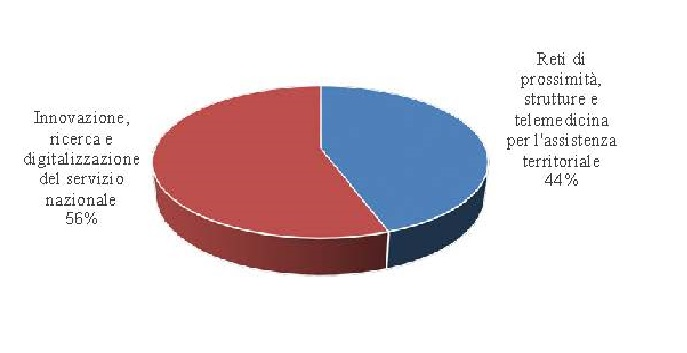 Innovazione,
ricerca e
digitalizzazione
del servizio
nazionale
56%
Reti di
prossimità,
strutture e
telemedicina
per l'assistenza
territoriale
44%